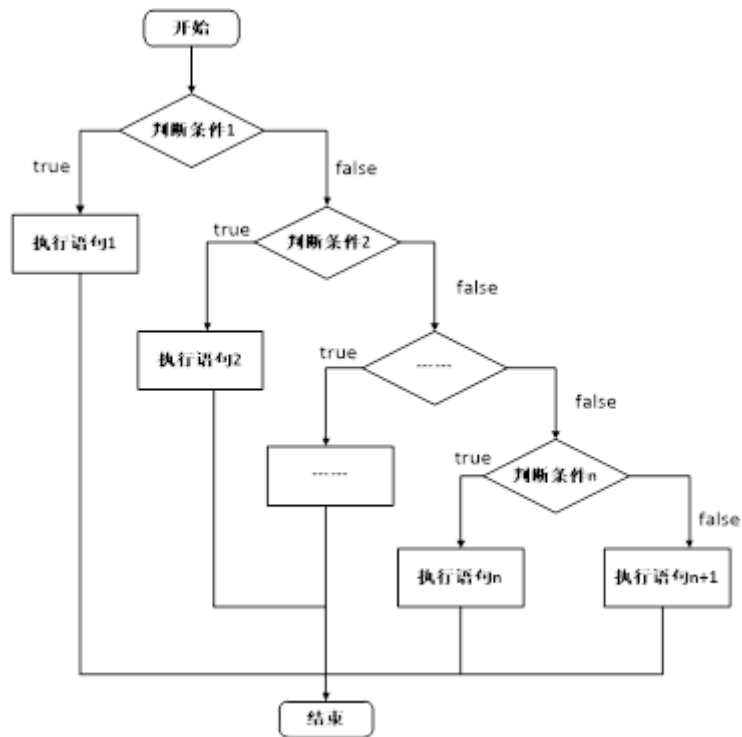 开始
判断条件1
true
false
执行语句1
true
判断条件2
false
执行语句2
true
------
false
------
true
判断条件n
false
执行语句n
执行语句n+1
结束